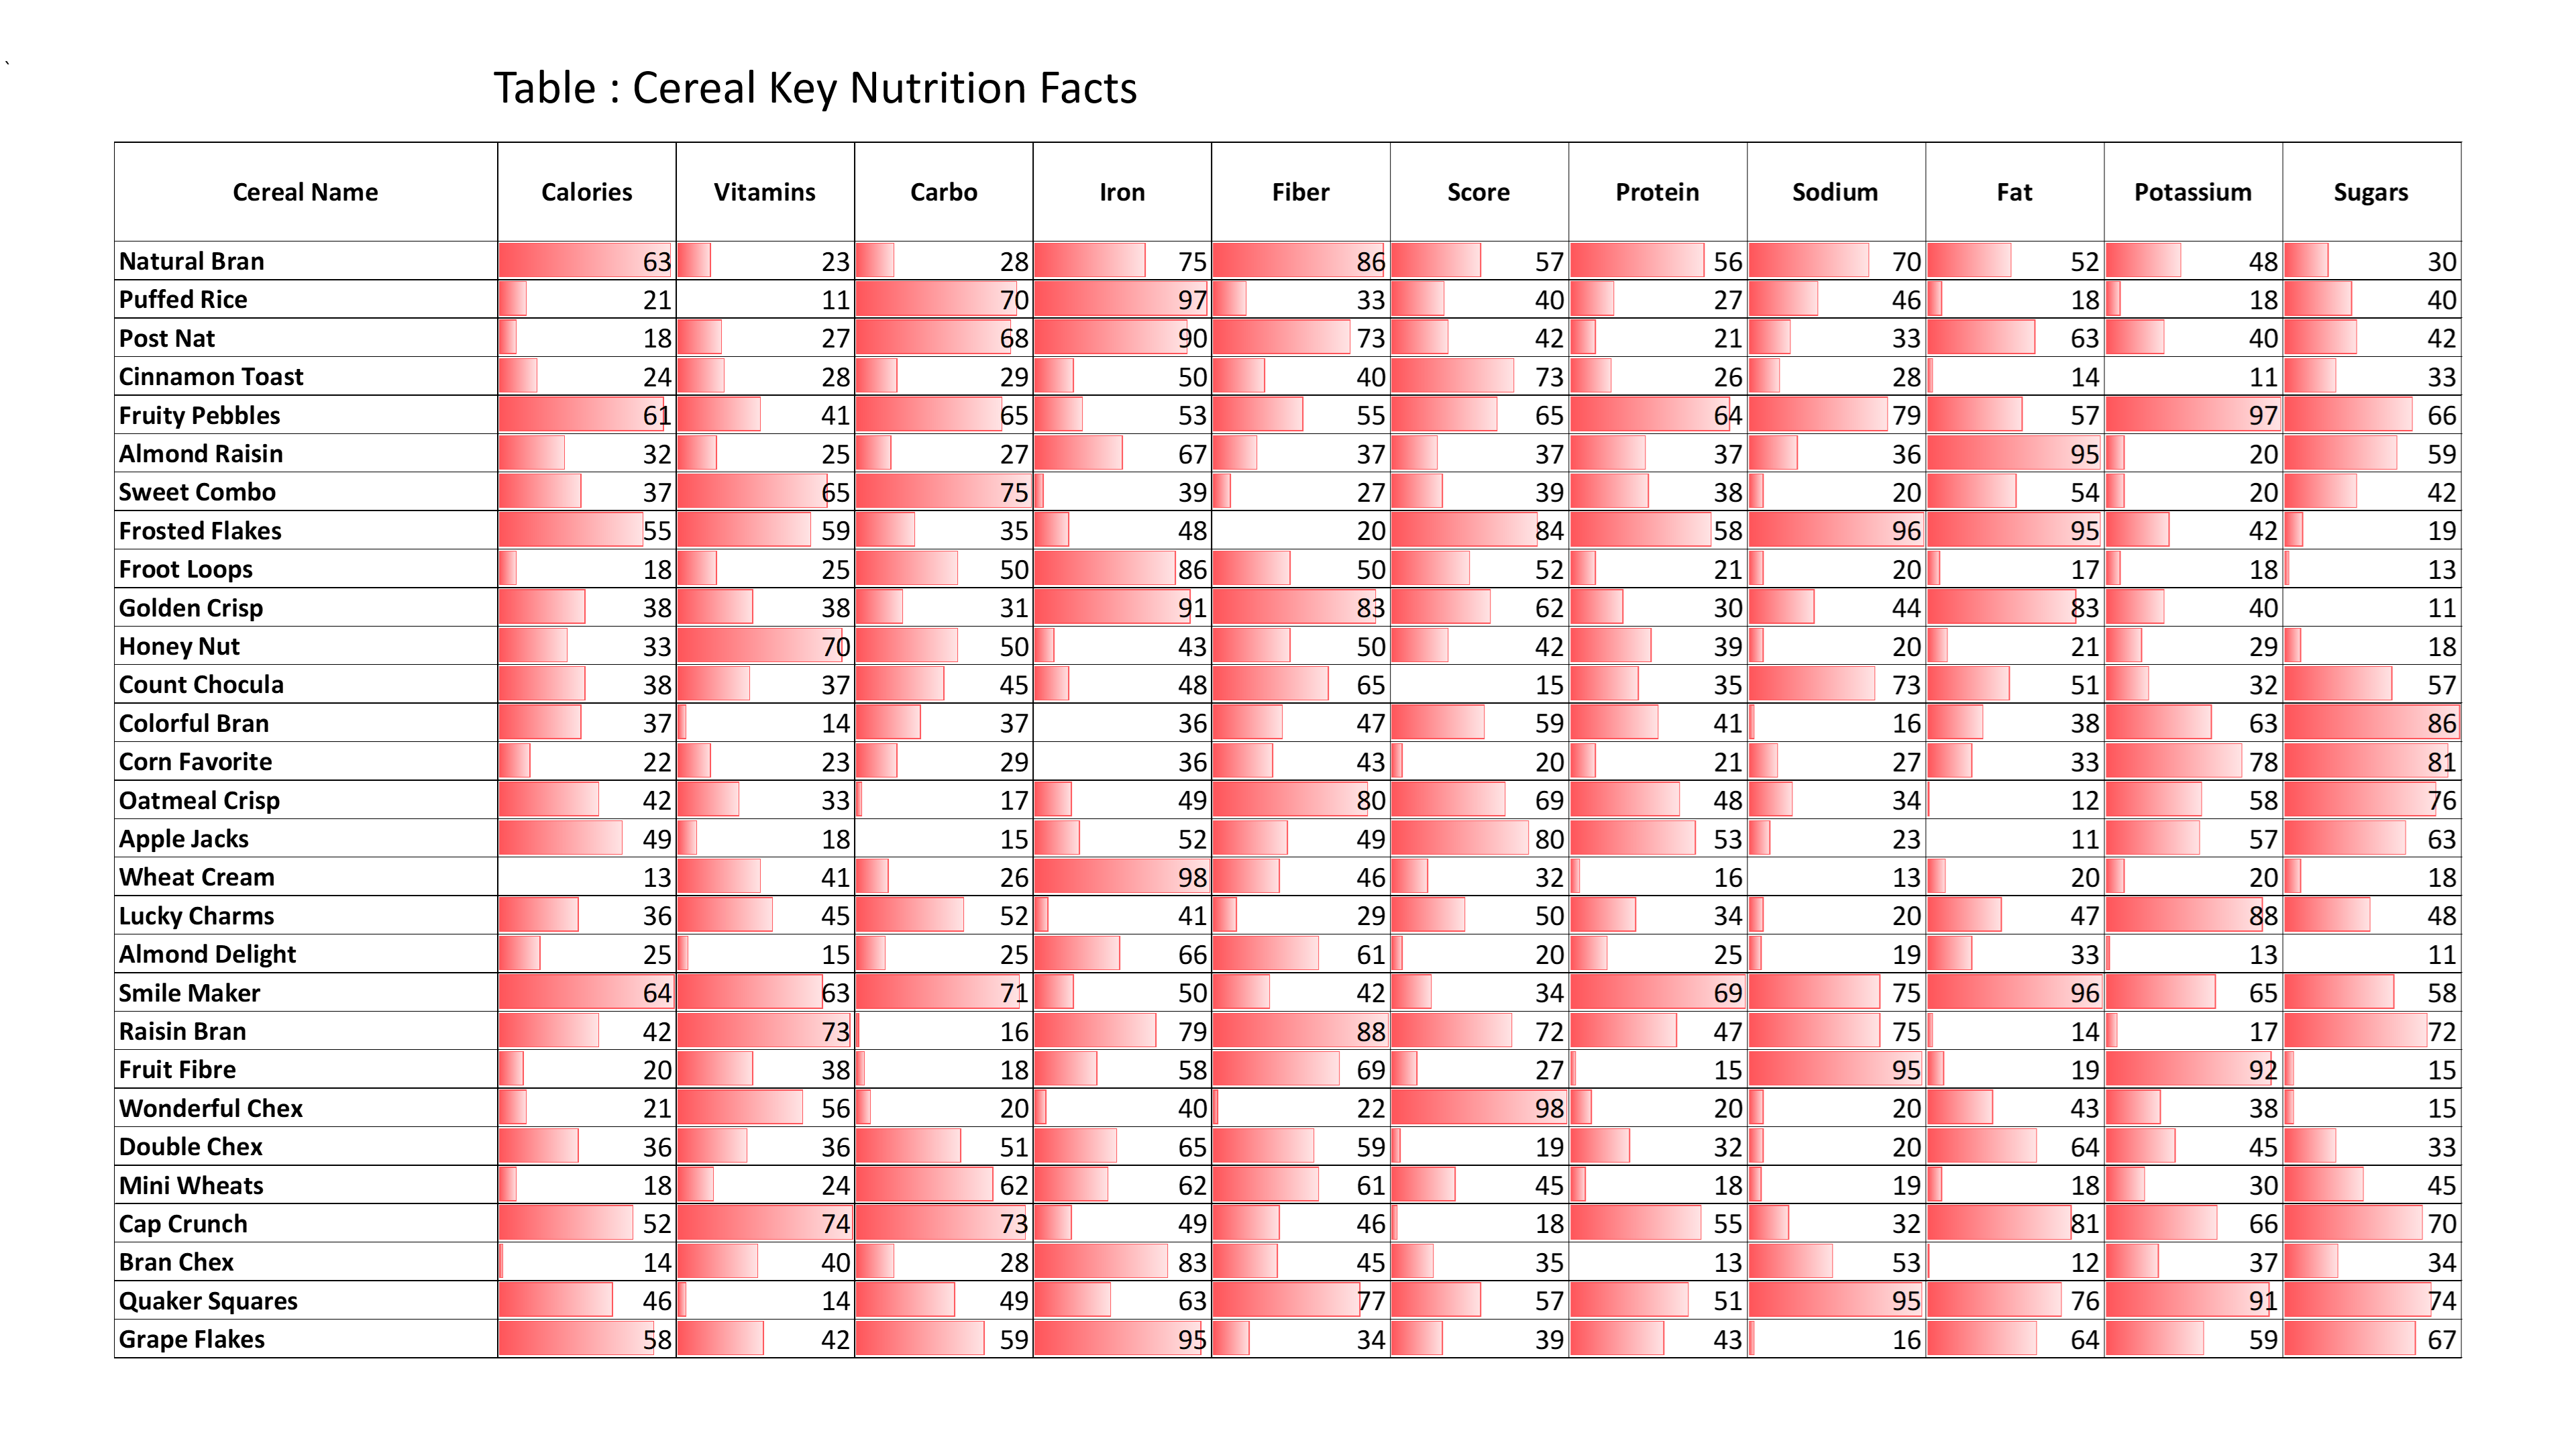 `
Table : Cereal Key Nutrition Facts
Cereal Name Calories Vitamins Carbo Iron Fiber Score Protein Sodium Fat Potassium Sugars
Natural Bran 63 23 28 75 86 57 56 70 52 48 30
Puffed Rice 21 11 70 97 33 40 27 46 18 18 40
Post Nat 18 27 68 90 73 42 21 33 63 40 42
Cinnamon Toast 24 28 29 50 40 73 26 28 14 11 33
Fruity Pebbles 61 41 65 53 55 65 64 79 57 97 66
Almond Raisin 32 25 27 67 37 37 37 36 95 20 59
Sweet Combo 37 65 75 39 27 39 38 20 54 20 42
Frosted Flakes 55 59 35 48 20 84 58 96 95 42 19
Froot Loops 18 25 50 86 50 52 21 20 17 18 13
Golden Crisp 38 38 31 91 83 62 30 44 83 40 11
Honey Nut 33 70 50 43 50 42 39 20 21 29 18
Count Chocula 38 37 45 48 65 15 35 73 51 32 57
Colorful Bran 37 14 37 36 47 59 41 16 38 63 86
Corn Favorite 22 23 29 36 43 20 21 27 33 78 81
Oatmeal Crisp 42 33 17 49 80 69 48 34 12 58 76
Apple Jacks 49 18 15 52 49 80 53 23 11 57 63
Wheat Cream 13 41 26 98 46 32 16 13 20 20 18
Lucky Charms 36 45 52 41 29 50 34 20 47 88 48
Almond Delight 25 15 25 66 61 20 25 19 33 13 11
Smile Maker 64 63 71 50 42 34 69 75 96 65 58
Raisin Bran 42 73 16 79 88 72 47 75 14 17 72
Fruit Fibre 20 38 18 58 69 27 15 95 19 92 15
Wonderful Chex 21 56 20 40 22 98 20 20 43 38 15
Double Chex 36 36 51 65 59 19 32 20 64 45 33
Mini Wheats 18 24 62 62 61 45 18 19 18 30 45
Cap Crunch 52 74 73 49 46 18 55 32 81 66 70
Bran Chex 14 40 28 83 45 35 13 53 12 37 34
Quaker Squares 46 14 49 63 77 57 51 95 76 91 74
Grape Flakes 58 42 59 95 34 39 43 16 64 59 67